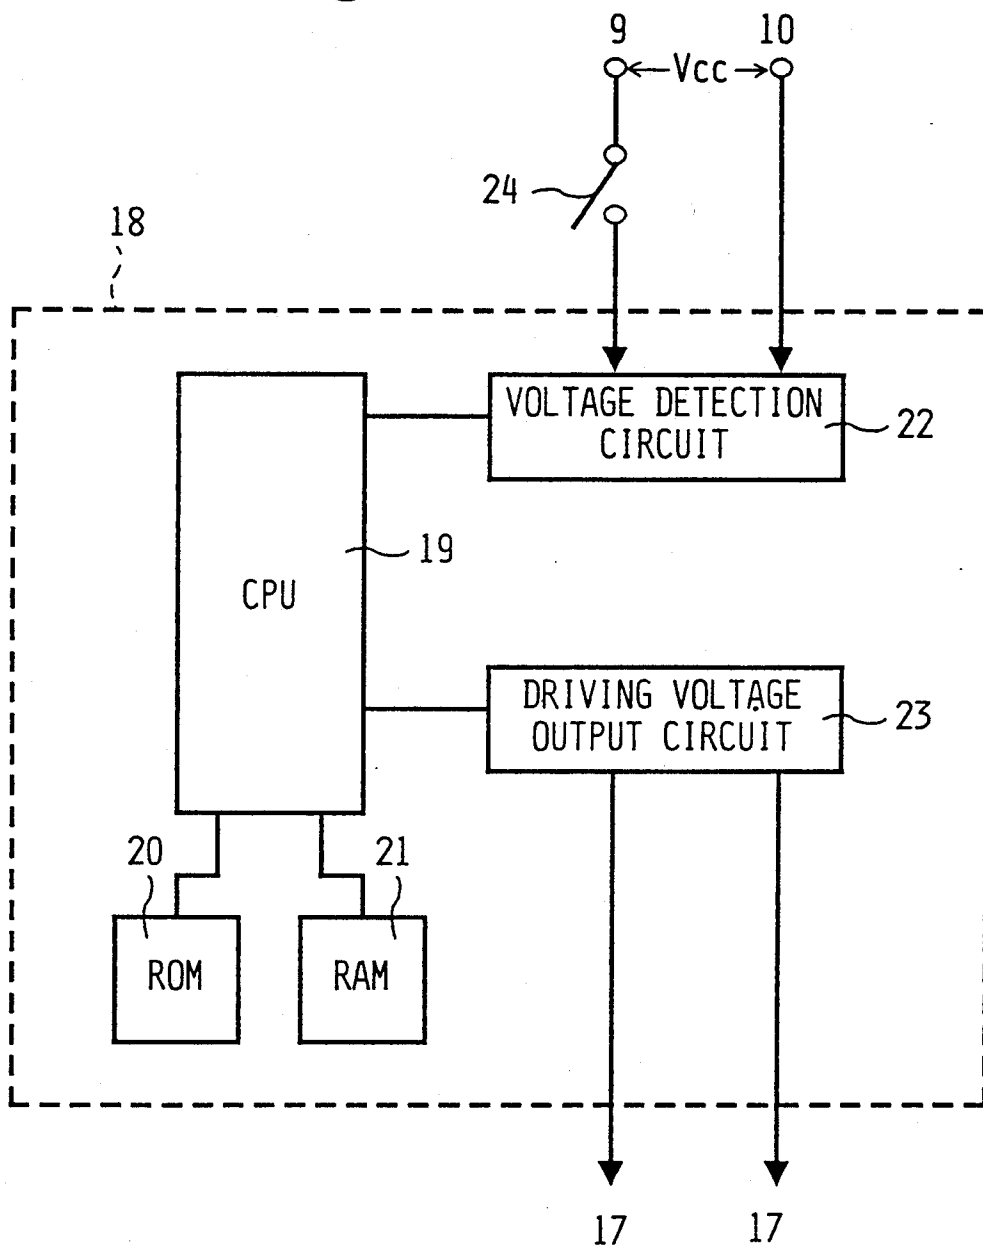 9 10
Vcc
24
18
VOLTAGE DETECTION
CIRCUIT
22
19
CPU
DRIVING VOLTAGE
OUTPUT CIRCUIT
23
20 21
ROM RAM
17 17